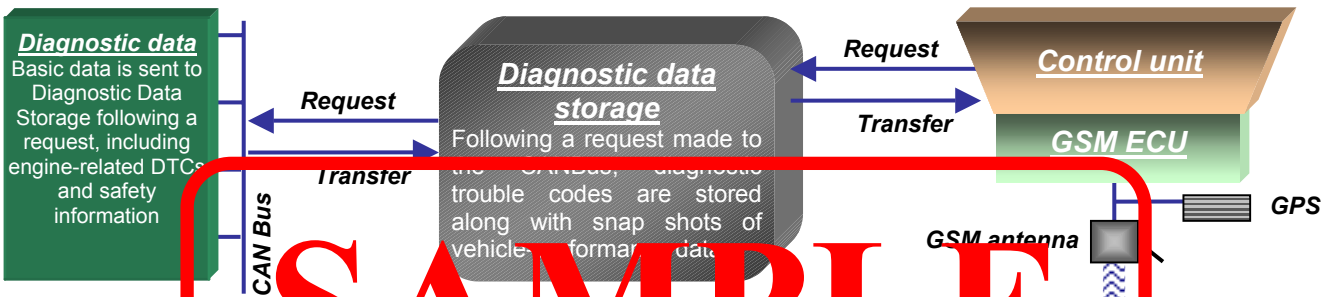 Diagnostic data
Basic data is sent to
Diagnostic Data
Storage following a
request, including
engine-related DTCs
and safety
information
CAN Bus
Request
Transfer
Diagnostic data
storage
Following a request made to
the CANBus, diagnostic
trouble codes are stored
along with snap shots of
data
Request
Transfer
Control unit
GSM ECU
GPS
GSM antenna
SAMPLE